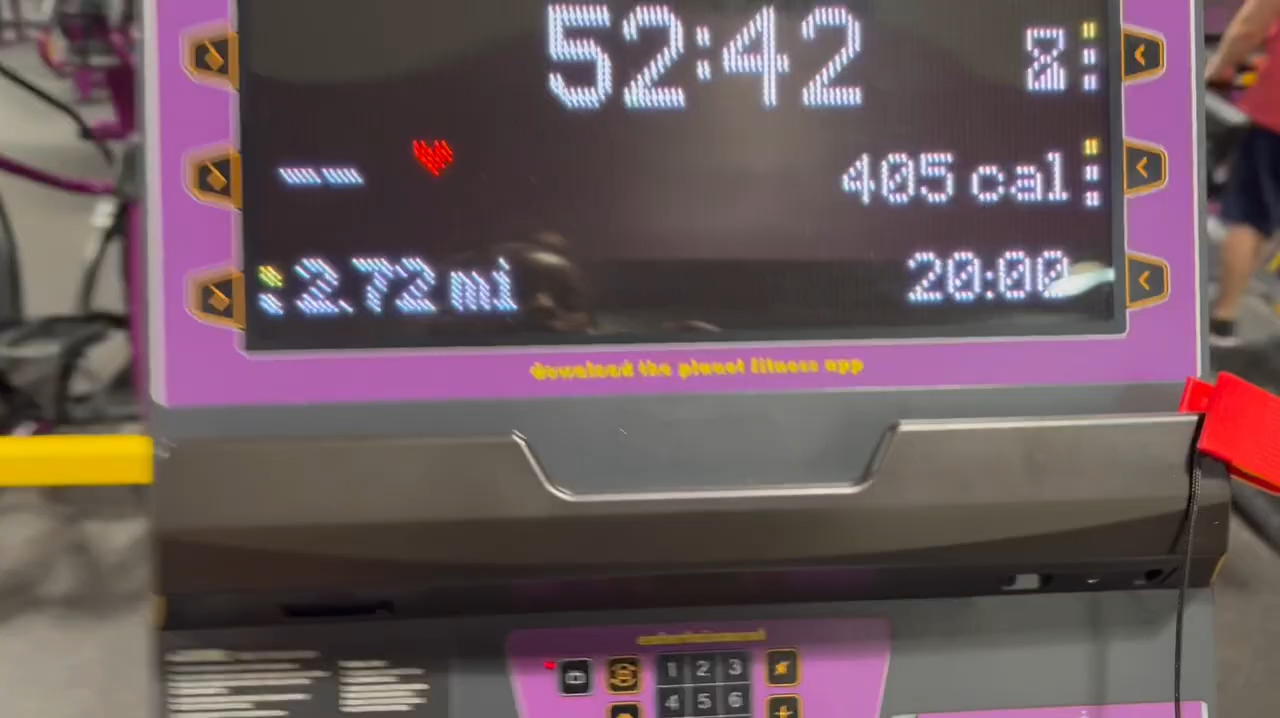 52:42
-- 405 cal
2.72 mi 20:00
download the planet fitness app
entertainment
1 2 3
4 5 6